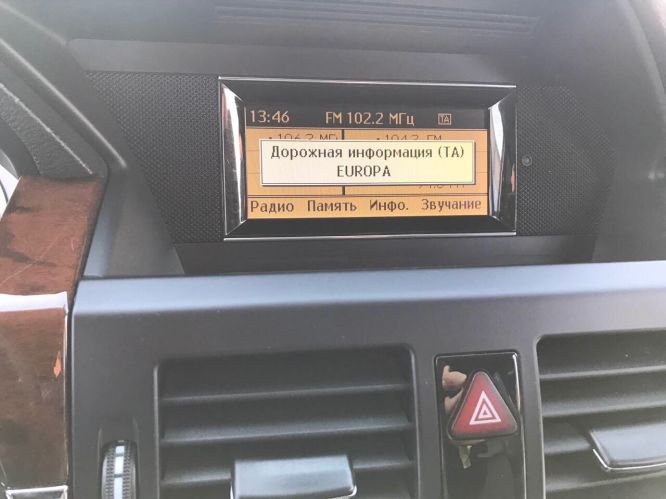 13:46 FM 102.2 МГц TA
Дорожная информация (TA)
EUROPA
Радио Память Инфо. Звучание